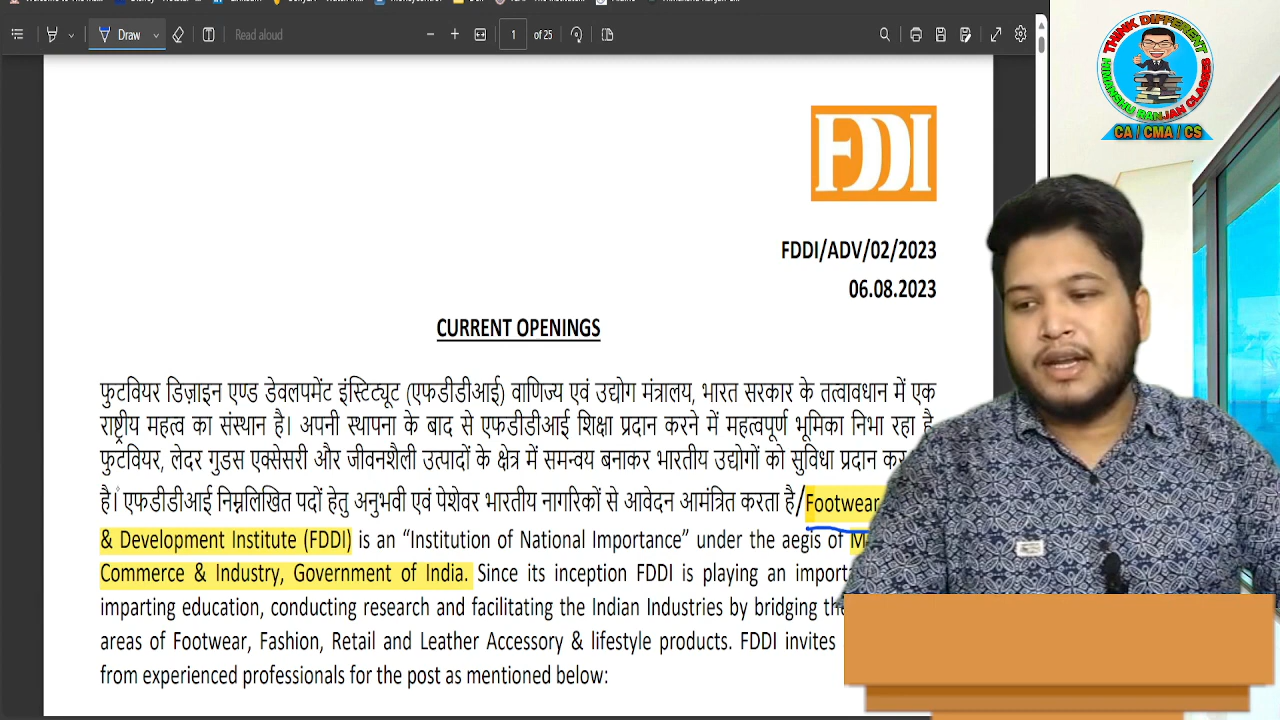 Draw
Read aloud
1 of 25
THINK DIFFERENT
HIMANSHU RANJAN CLASSES
CA / CMA / CS
FDDI
FDDI/ADV/02/2023
06.08.2023
CURRENT OPENINGS
फुटवियर डिज़ाइन एण्ड डेवलपमेंट इंस्टिट्यूट (एफडीडीआई) वाणिज्य एवं उद्योग मंत्रालय, भारत सरकार के तत्वावधान में एक
राष्ट्रीय महत्व का संस्थान है। अपनी स्थापना के बाद से एफडीडीआई शिक्षा प्रदान करने में महत्वपूर्ण भूमिका निभा रहा है
फुटवियर, लेदर गुडस एक्सेसरी और जीवनशैली उत्पादों के क्षेत्र में समन्वय बनाकर भारतीय उद्योगों को सुविधा प्रदान कर
है। एफडीडीआई निम्नलिखित पदों हेतु अनुभवी एवं पेशेवर भारतीय नागरिकों से आवेदन आमंत्रित करता है/Footwear
& Development Institute (FDDI) is an “Institution of National Importance” under the aegis of
Commerce & Industry, Government of India. Since its inception FDDI is playing an
imparting education, conducting research and facilitating the Indian Industries by bridging
areas of Footwear, Fashion, Retail and Leather Accessory & lifestyle products. FDDI invites
from experienced professionals for the post as mentioned below: